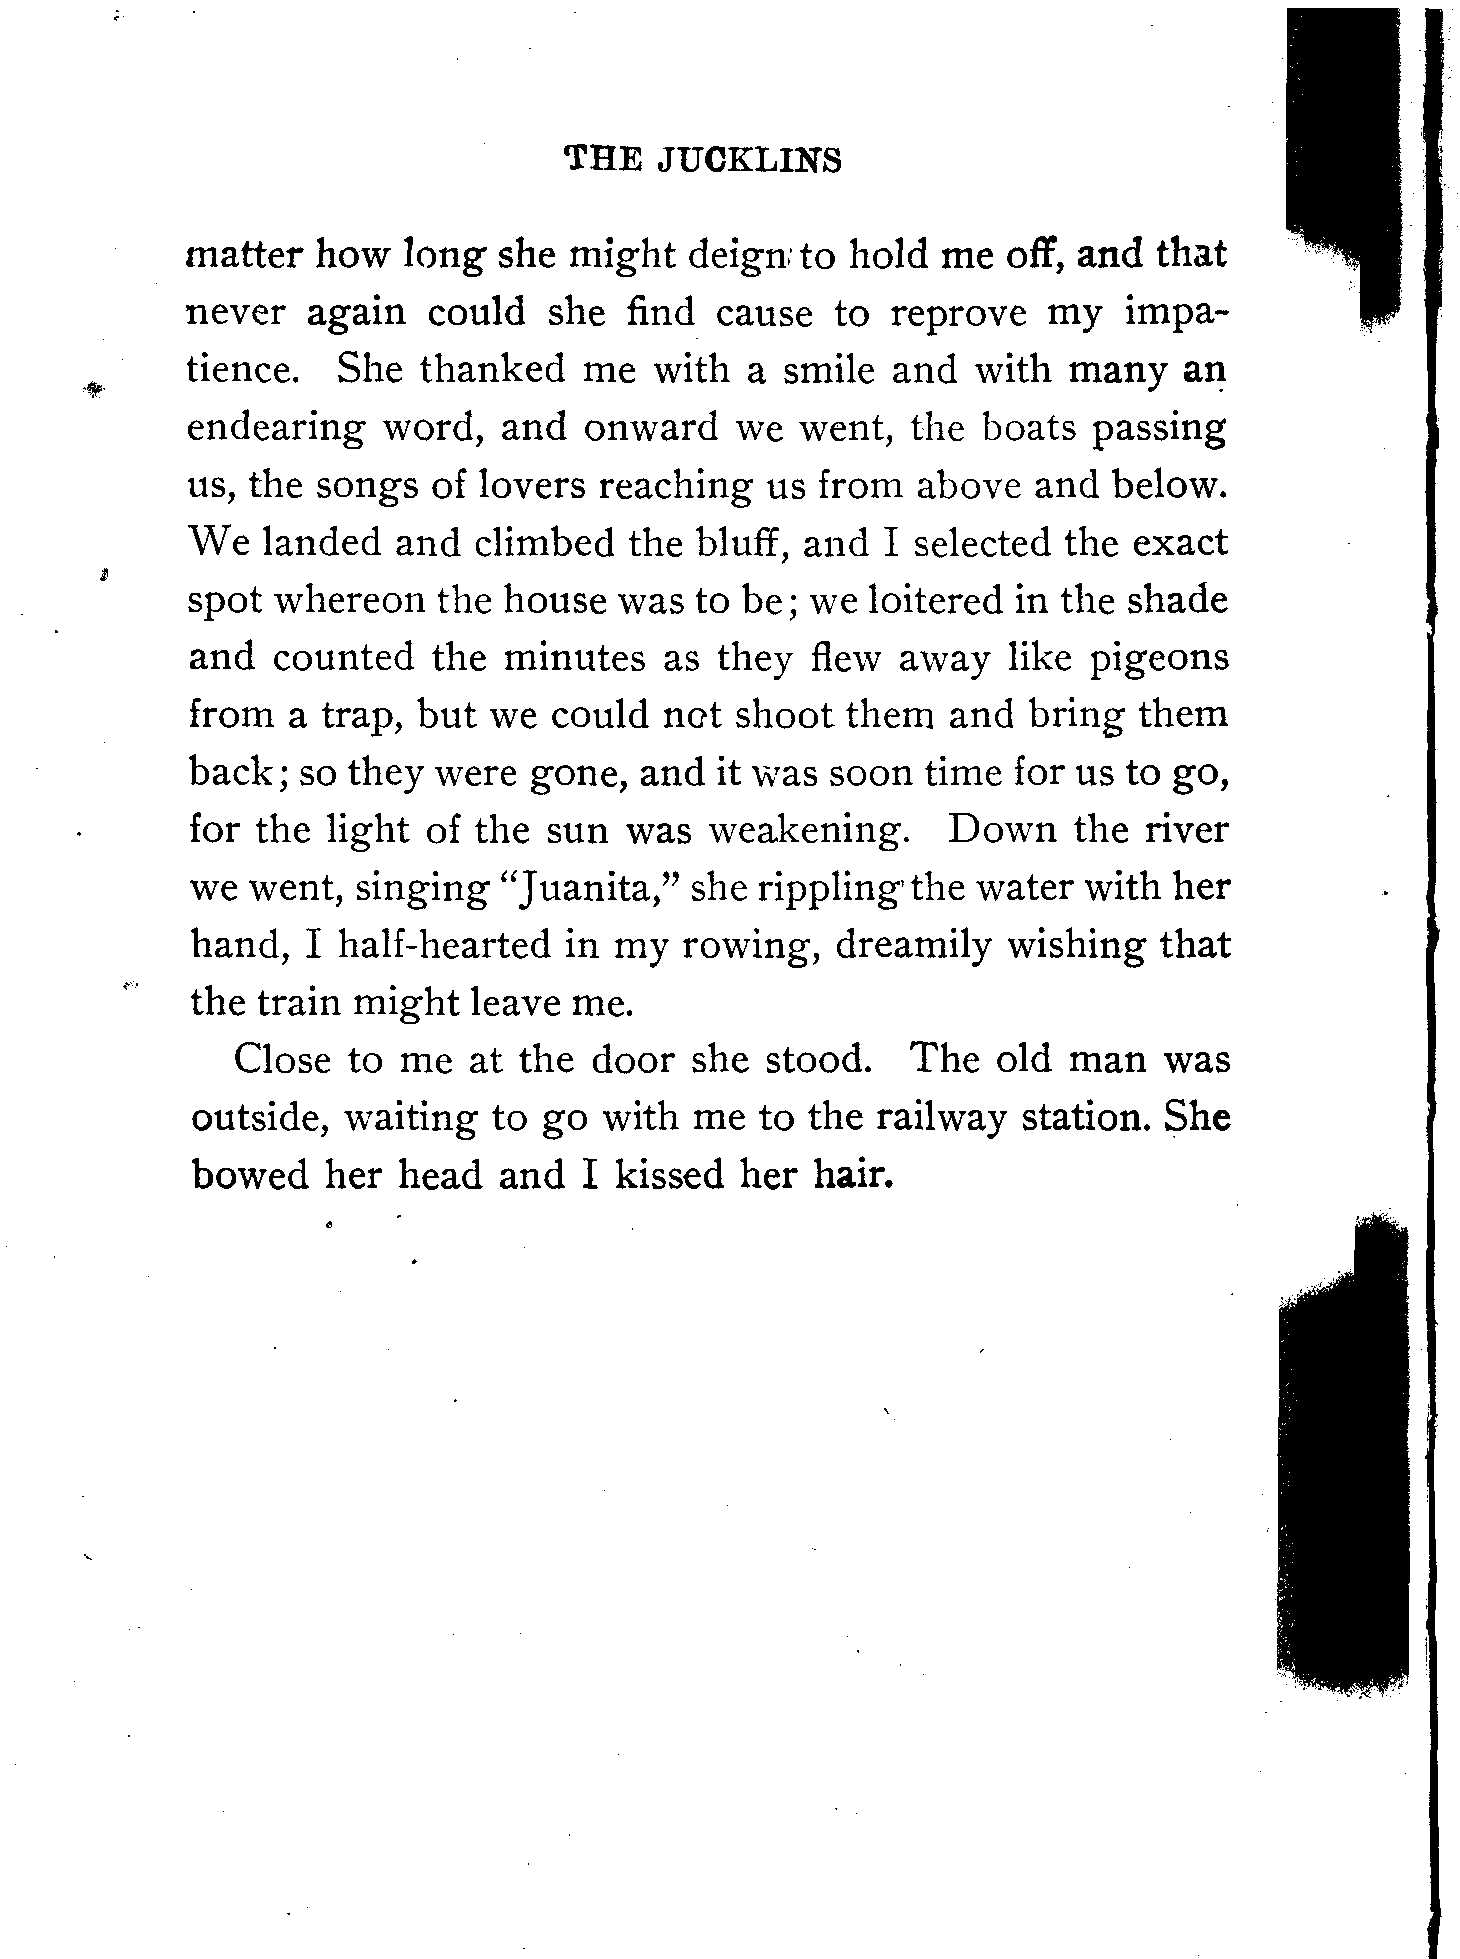 THE JUCKLINS
matter how long she might deign to hold me off, and that
never again could she find cause to reprove my impa-
tience. She thanked me with a smile and with many an
endearing word, and onward we went, the boats passing
us, the songs of lovers reaching us from above and below.
We landed and climbed the bluff, and I selected the exact
spot whereon the house was to be; we loitered in the shade
and counted the minutes as they flew away like pigeons
from a trap, but we could not shoot them and bring them
back; so they were gone, and it was soon time for us to go,
for the light of the sun was weakening. Down the river
we went, singing “Juanita,” she rippling the water with her
hand, I half-hearted in my rowing, dreamily wishing that
the train might leave me.
Close to me at the door she stood. The old man was
outside, waiting to go with me to the railway station. She
bowed her head and I kissed her hair.